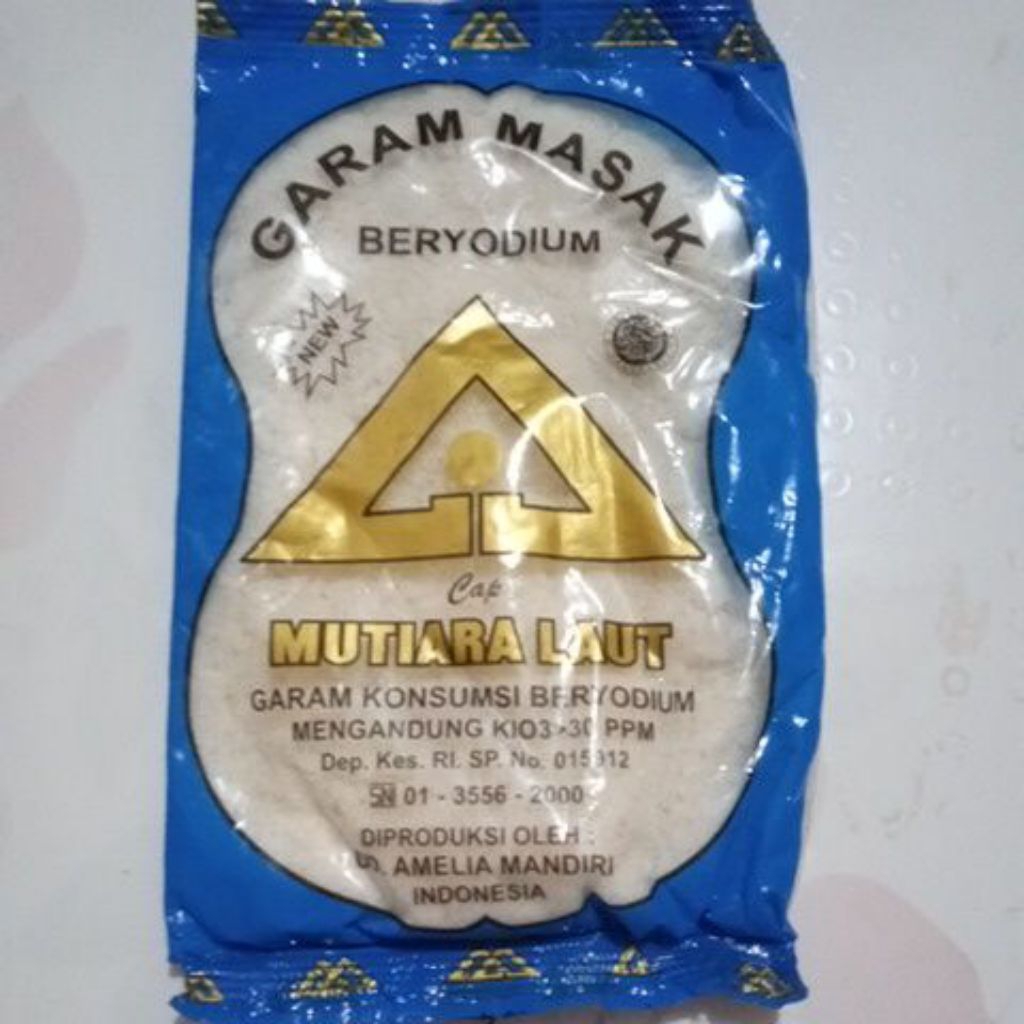 GARAM MASAK
BERYODIUM
NEW
Cap
MUTIARA LAUT
GARAM KONSUMSI BERYODIUM
MENGANDUNG KIO3>30 PPM
Dep. Kes. RI. SP. No.
SNI 01 - 3556 - 2000
DIPRODUKSI OLEH :
AMELIA MANDIRI
INDONESIA